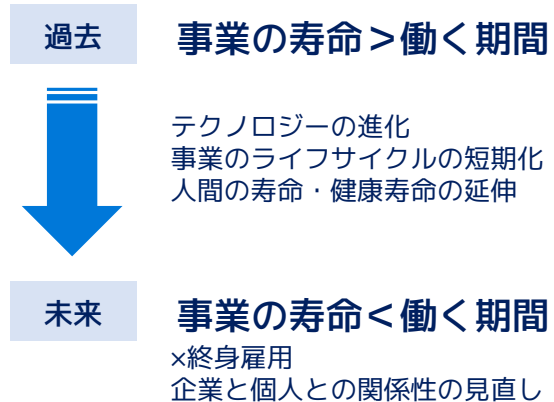 過去
事業の寿命＞働く期間
テクノロジーの進化
事業のライフサイクルの短期化
人間の寿命・健康寿命の延伸
未来
事業の寿命＜働く期間
×終身雇用
企業と個人との関係性の見直し